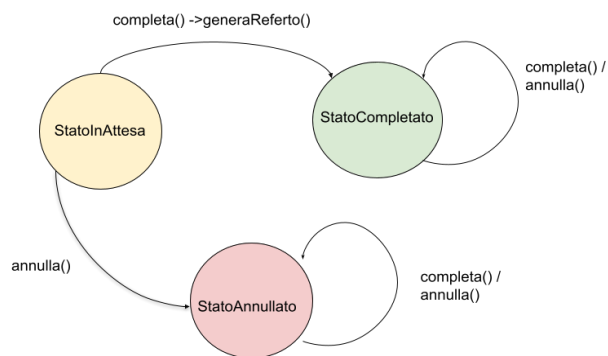 completa() ->generaReferto()
StatoInAttesa
StatoCompletato
completa() /
annulla()
annulla()
StatoAnnullato
completa() /
annulla()